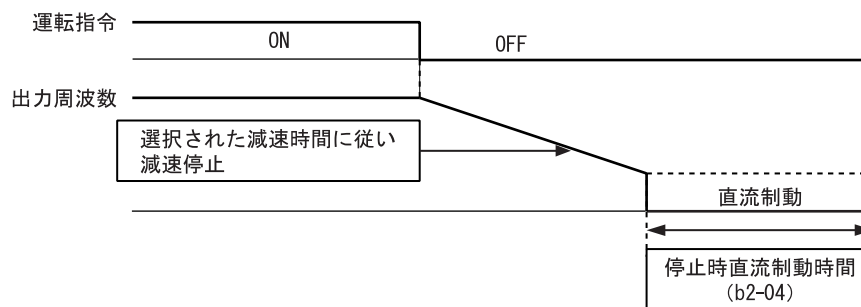 運転指令
ON
OFF
出力周波数
選択された減速時間に従い
減速停止
直流制動
停止時直流制動時間
(b2-04)